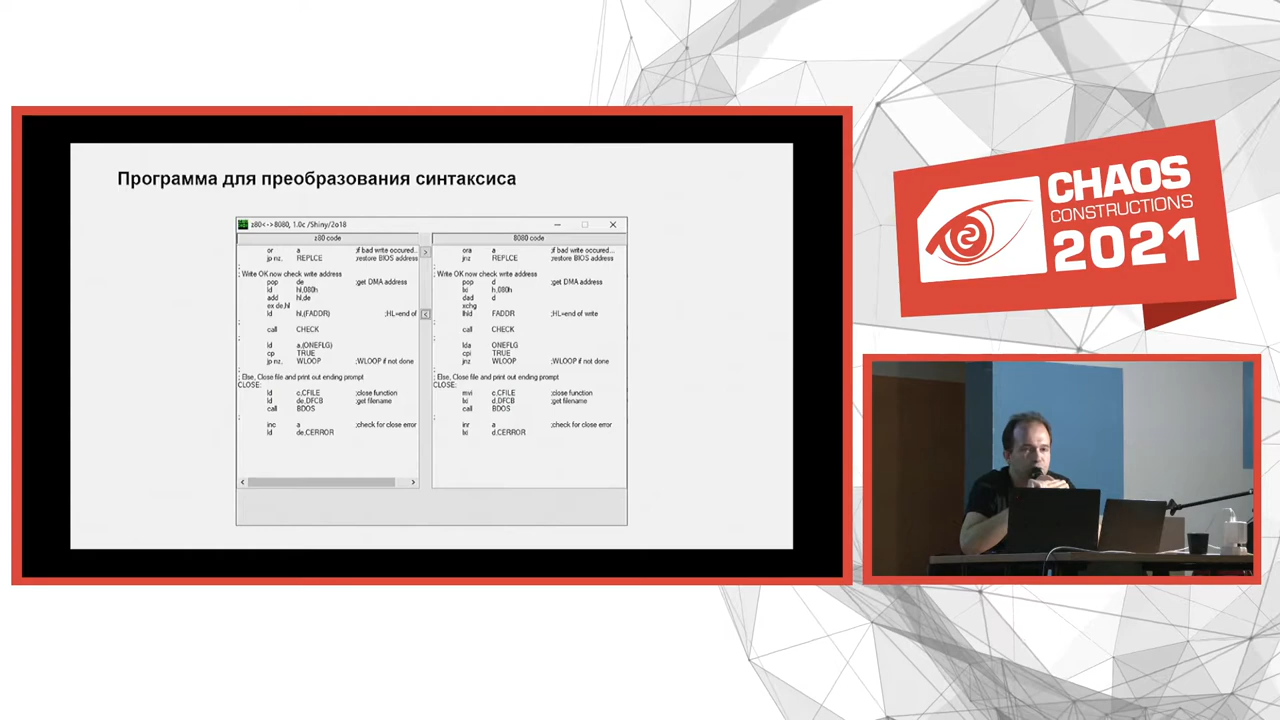 Программа для преобразования синтаксиса
z80<->8080, 1.0c /Shiny/2o18
z80 code
or a ;if bad write occured...
jp nz, REPLCE ;restore BIOS address
;
; Write OK now check write address
pop de ;get DMA address
ld hl,080h
add hl,de
ex de,hl
ld hl,(FADDR) ;HL=end of
;
call CHECK
;
ld a,(ONEFLG)
cp TRUE
jp nz, WLOOP ;WLOOP if not done
;
; Else, Close file and print out ending prompt
CLOSE:
ld c,CFILE ;close function
ld de,DFCB ;get filename
call BDOS
;
inc a ;check for close error
ld de,CERROR
>
<
8080 code
ora a ;if bad write occured...
jnz REPLCE ;restore BIOS address
;
; Write OK now check write address
pop d ;get DMA address
lxi h,080h
dad d
xchg
lhld FADDR ;HL=end of write
;
call CHECK
;
lda ONEFLG
cpi TRUE
jnz WLOOP ;WLOOP if not done
;
; Else, Close file and print out ending prompt
CLOSE:
mvi c,CFILE ;close function
lxi d,DFCB ;get filename
call BDOS
;
inr a ;check for close error
lxi d,CERROR
CHAOS
CONSTRUCTIONS
2021